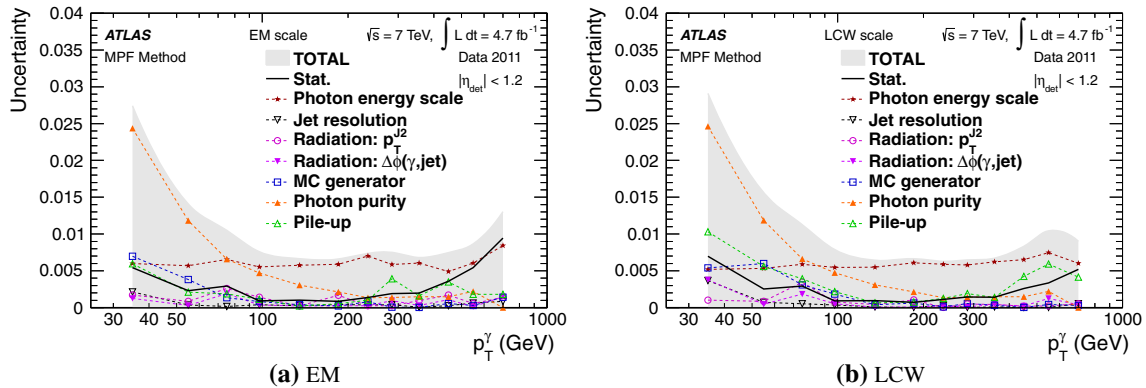 Uncertainty
0.04
0.035
0.03
0.025
0.02
0.015
0.01
0.005
0
ATLAS EM scale √s = 7 TeV, ∫ L dt = 4.7 fb⁻¹
MPF Method Data 2011
|η_det| < 1.2
TOTAL
Stat.
Photon energy scale
Jet resolution
Radiation: p_T^J2
Radiation: Δϕ(γ,jet)
MC generator
Photon purity
Pile-up
30 40 100 200 300 1000
p_T^γ (GeV)
(a) EM
Uncertainty
0.04
0.035
0.03
0.025
0.02
0.015
0.01
0.005
0
ATLAS LCW scale √s = 7 TeV, ∫ L dt = 4.7 fb⁻¹
MPF Method Data 2011
|η_det| < 1.2
TOTAL
Stat.
Photon energy scale
Jet resolution
Radiation: p_T^J2
Radiation: Δϕ(γ,jet)
MC generator
Photon purity
Pile-up
30 40 100 200 300 1000
p_T^γ (GeV)
(b) LCW